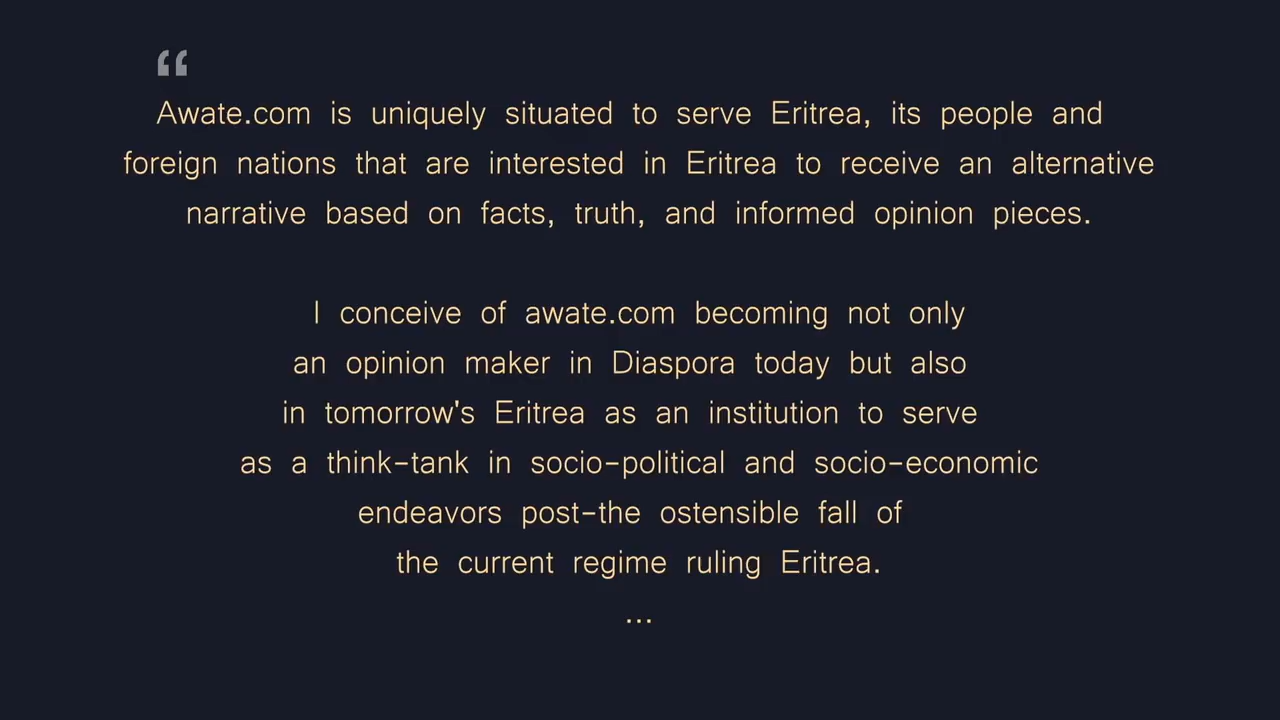 “
Awate.com is uniquely situated to serve Eritrea, its people and
foreign nations that are interested in Eritrea to receive an alternative
narrative based on facts, truth, and informed opinion pieces.
I conceive of awate.com becoming not only
an opinion maker in Diaspora today but also
in tomorrow's Eritrea as an institution to serve
as a think-tank in socio-political and socio-economic
endeavors post-the ostensible fall of
the current regime ruling Eritrea.
...